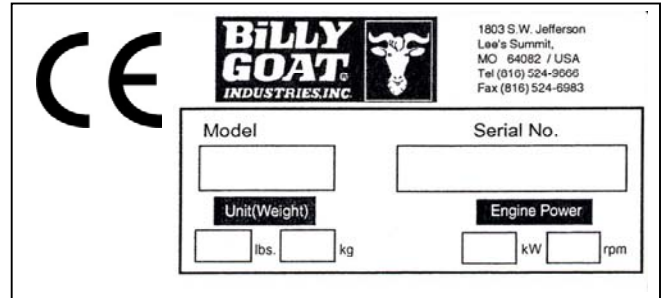 CE
BiLLY
GOAT®
INDUSTRIES,INC.
1803 S.W. Jefferson
Lee's Summit,
MO 64082 / USA
Tel (816) 524-9666
Fax (816) 524-6983
Model
Serial No.
Unit(Weight)
Engine Power
lbs. kg
kW rpm